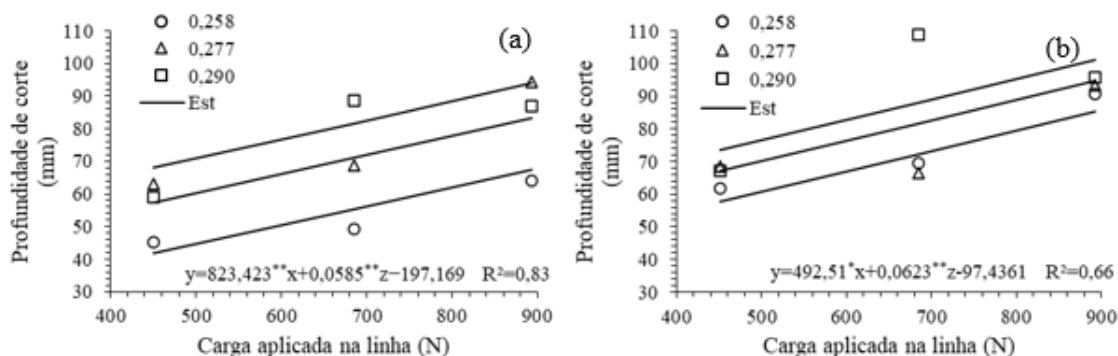 110
100
90
80
70
60
50
40
30
Profundidade de corte
(mm)
0,258
0,277
0,290
Est
(a)
y=823,423**x+0,0585**z−197,169 R²=0,83
400 500 600 700 800 900
Carga aplicada na linha (N)
110
100
90
80
70
60
50
40
30
Profundidade de corte
(mm)
0,258
0,277
0,290
Est
(b)
y=492,51*x+0,0623**z-97,4361 R²=0,66
400 500 600 700 800 900
Carga aplicada na linha (N)